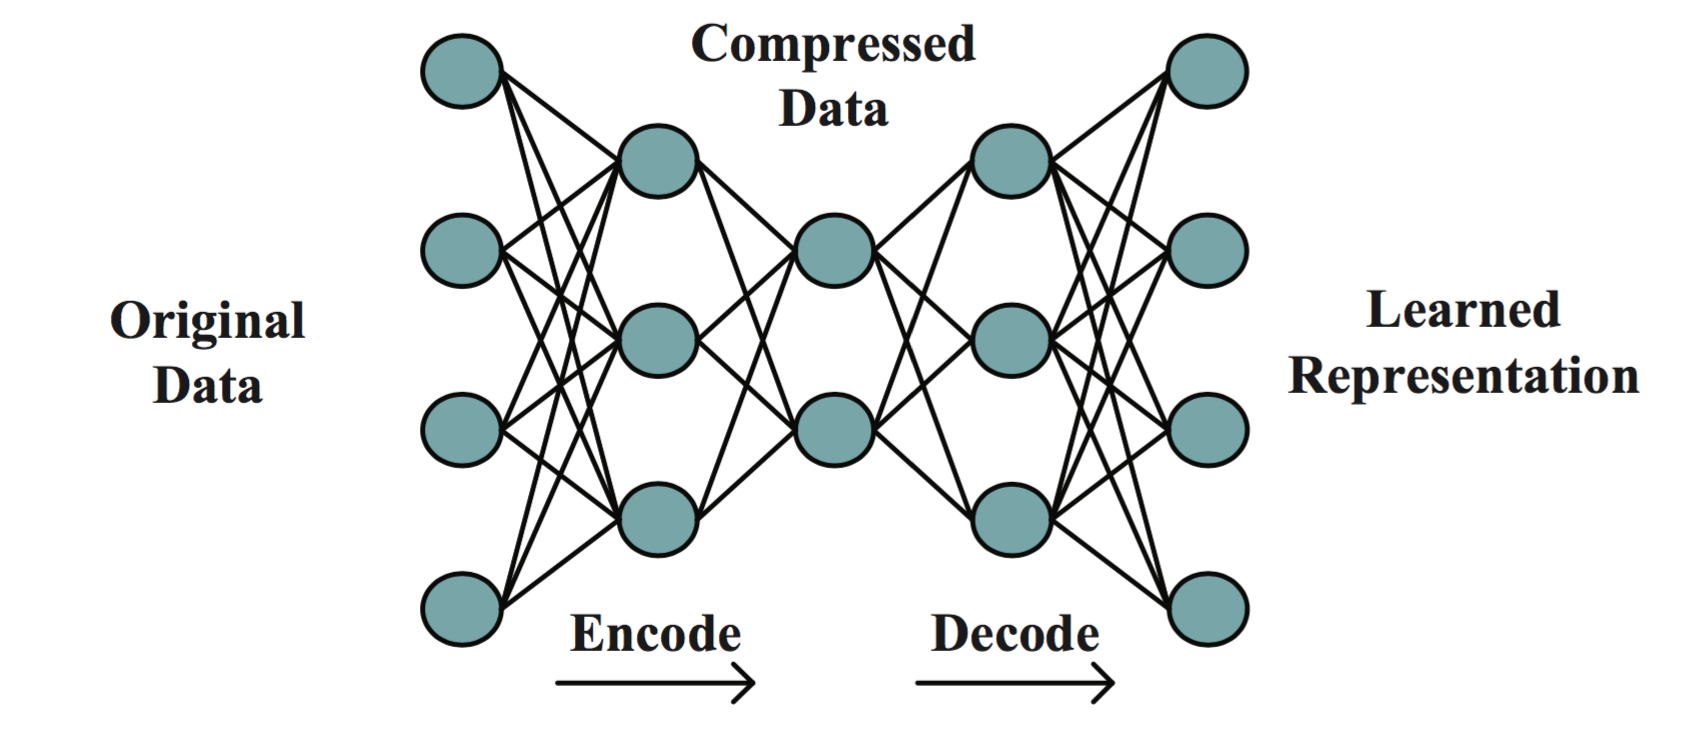 Compressed
Data
Original
Data
Learned
Representation
Encode
Decode